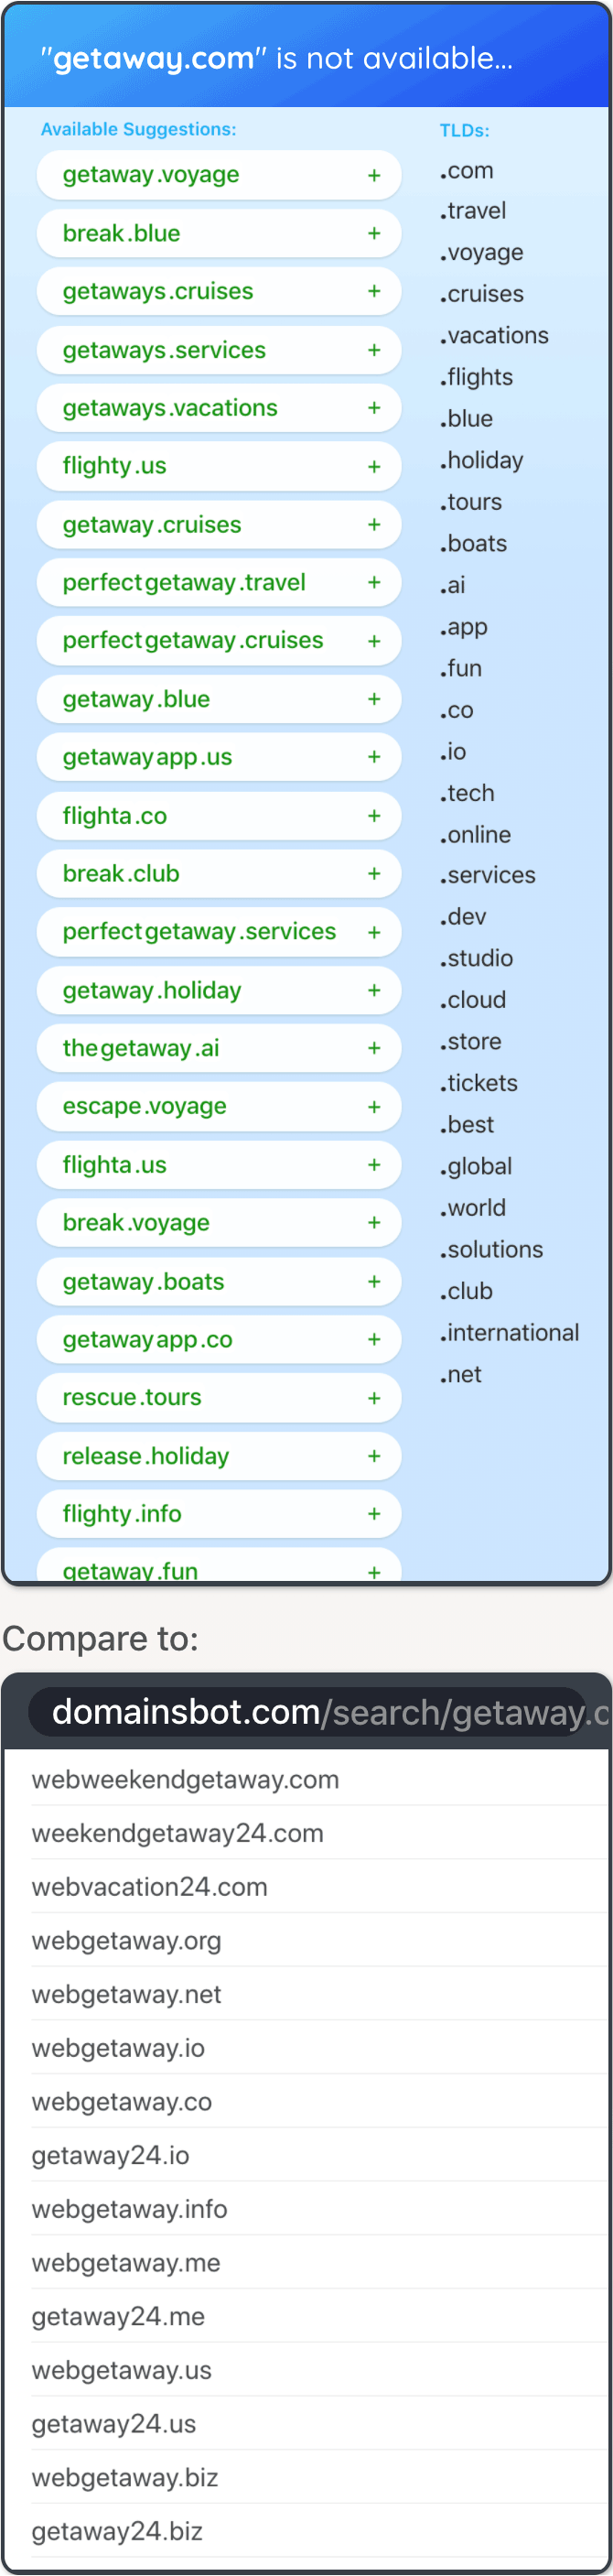 "getaway.com" is not available...
Available Suggestions:
getaway.voyage +
break.blue +
getaways.cruises +
getaways.services +
getaways.vacations +
flighty.us +
getaway.cruises +
perfectgetaway.travel +
perfectgetaway.cruises +
getaway.blue +
getawayapp.us +
flighta.co +
break.club +
perfectgetaway.services +
getaway.holiday +
thegetaway.ai +
escape.voyage +
flighta.us +
break.voyage +
getaway.boats +
getawayapp.co +
rescue.tours +
release.holiday +
flighty.info +
getaway.fun +
TLDs:
.com
.travel
.voyage
.cruises
.vacations
.flights
.blue
.holiday
.tours
.boats
.ai
.app
.fun
.co
.io
.tech
.online
.services
.dev
.studio
.cloud
.store
.tickets
.best
.global
.world
.solutions
.club
.international
.net
Compare to:
domainsbot.com/search/getaway.c
webweekendgetaway.com
weekendgetaway24.com
webvacation24.com
webgetaway.org
webgetaway.net
webgetaway.io
webgetaway.co
getaway24.io
webgetaway.info
webgetaway.me
getaway24.me
webgetaway.us
getaway24.us
webgetaway.biz
getaway24.biz